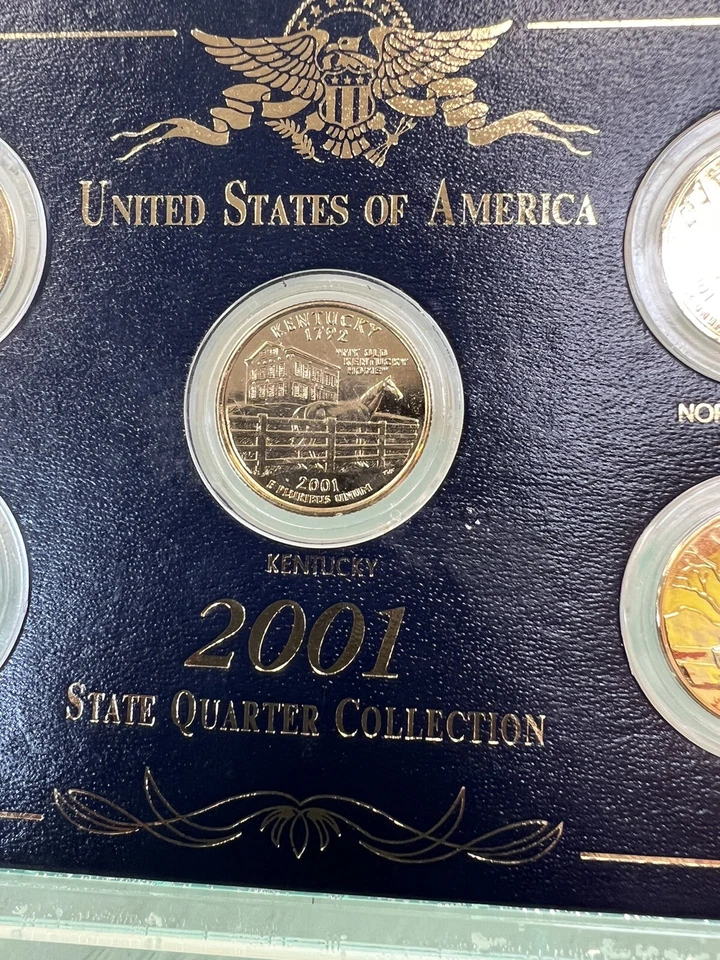 UNITED STATES OF AMERICA
KENTUCKY
1792
"MY OLD
KENTUCKY
HOME"
2001
E PLURIBUS UNUM
KENTUCKY
NOR
2001
STATE QUARTER COLLECTION